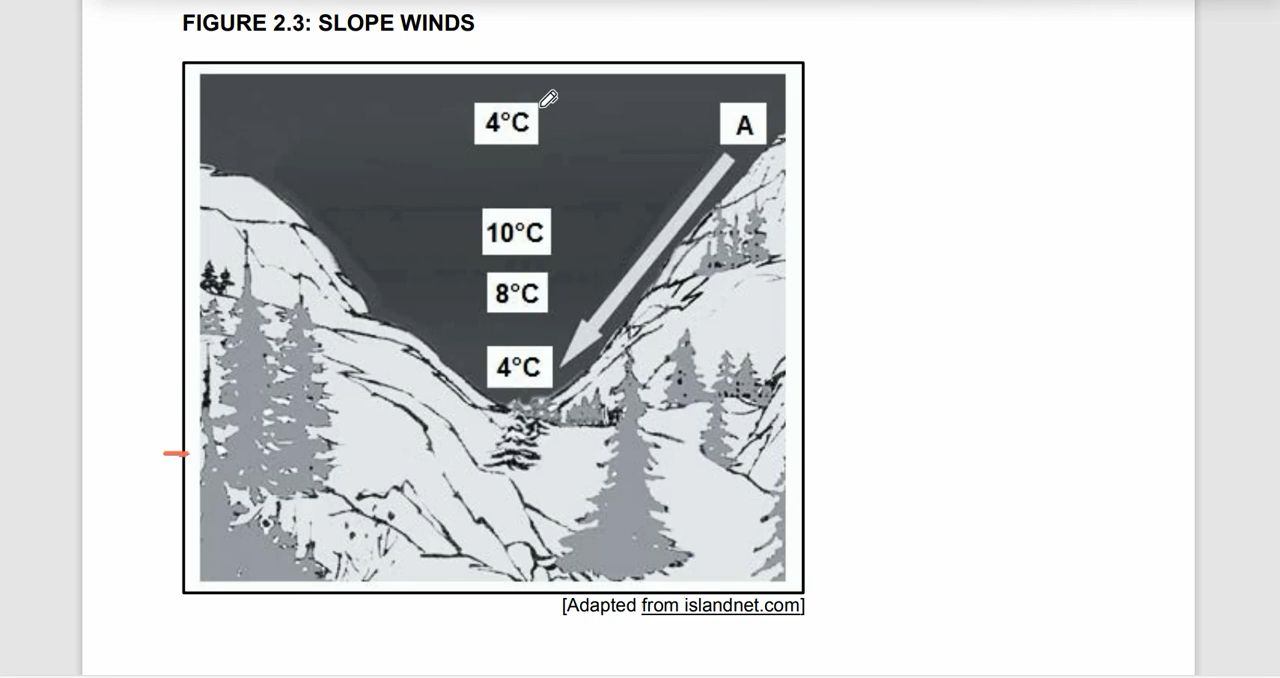 FIGURE 2.3: SLOPE WINDS
4°C
A
10°C
8°C
4°C
[Adapted from islandnet.com]